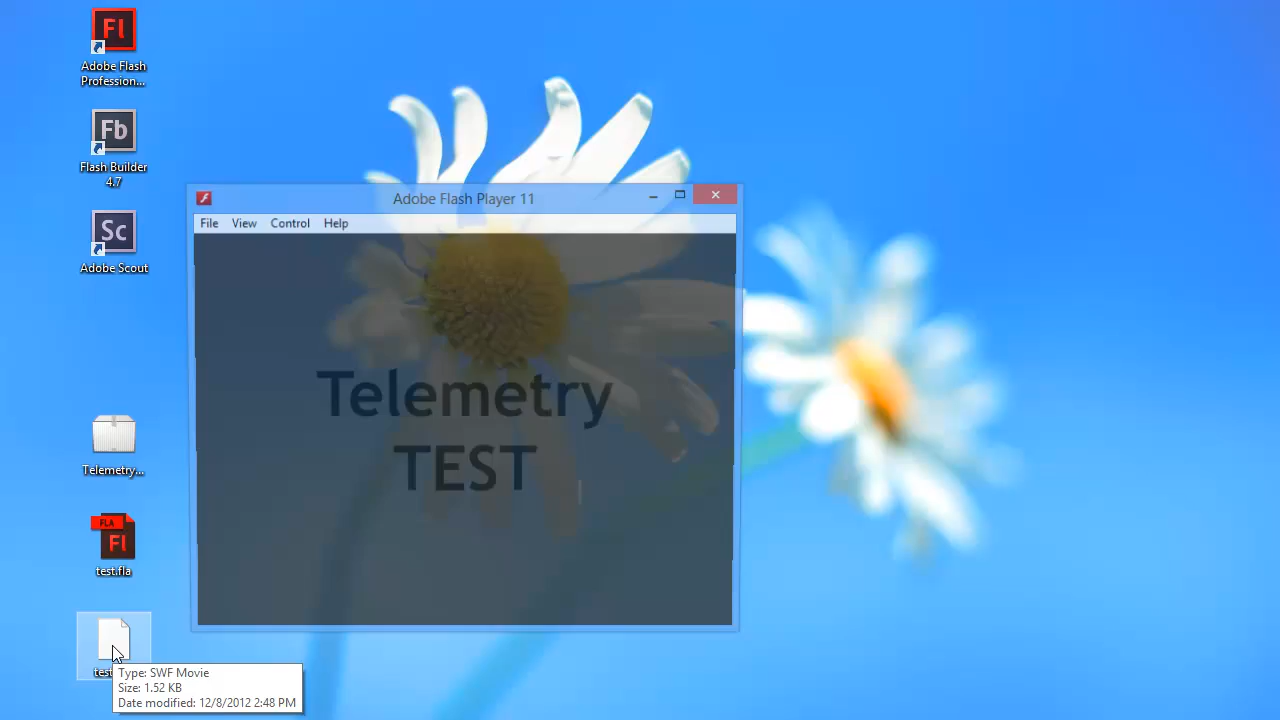 Fl
Adobe Flash
Profession...
Fb
Flash Builder
4.7
Sc
Adobe Scout
Telemetry...
FLA
Fl
test.fla
Adobe Flash Player 11
File View Control Help
Telemetry
TEST
Type: SWF Movie
Size: 1.52 KB
Date modified: 12/8/2012 2:48 PM